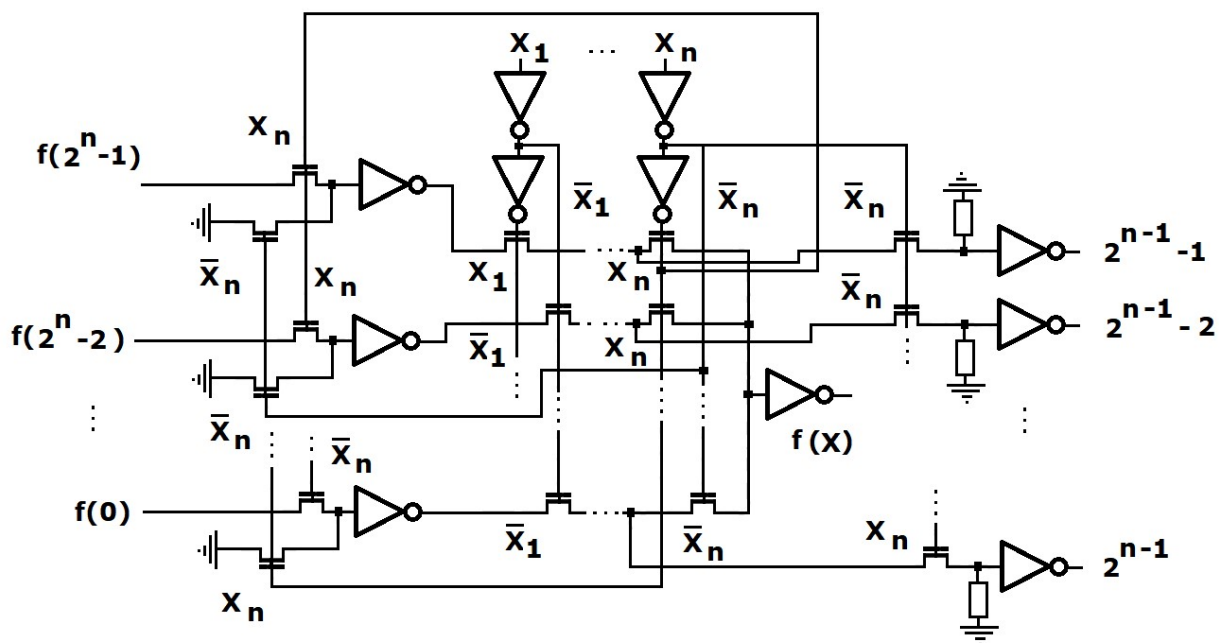 X₁ ... Xₙ
Xₙ
f(2ⁿ-1)
X̅₁ X̅ₙ X̅ₙ
X̅ₙ X₁ Xₙ 2ⁿ⁻¹-1
Xₙ X̅ₙ
f(2ⁿ-2) X̅₁ Xₙ 2ⁿ⁻¹-2
X̅ₙ
f(X)
X̅ₙ
f(0) X̅₁ X̅ₙ Xₙ
2ⁿ⁻¹
Xₙ